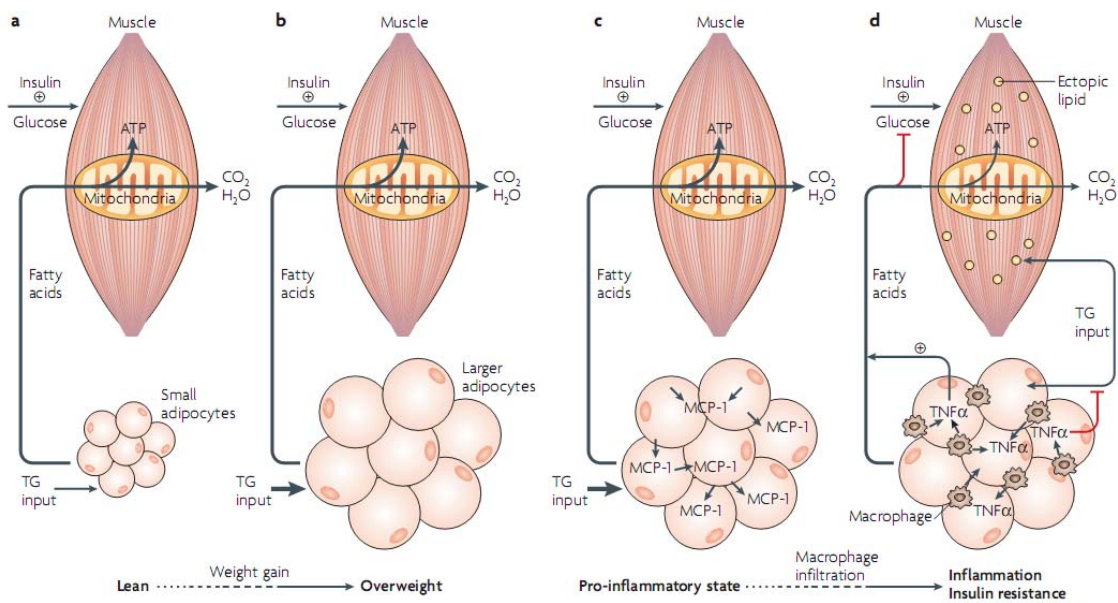 a
Muscle
Insulin
⊕
Glucose
ATP
Mitochondria
CO₂
H₂O
Fatty
acids
Small
adipocytes
TG
input
b
Muscle
Insulin
⊕
Glucose
ATP
Mitochondria
CO₂
H₂O
Fatty
acids
Larger
adipocytes
TG
input
Lean
Weight gain
Overweight
c
Muscle
Insulin
⊕
Glucose
ATP
Mitochondria
CO₂
H₂O
Fatty
acids
MCP-1
MCP-1
MCP-1
MCP-1
MCP-1
MCP-1
TG
input
d
Muscle
Insulin
⊕
Glucose
Ectopic
lipid
ATP
Mitochondria
CO₂
H₂O
Fatty
acids
TG
input
⊕
TNFα
TNFα
TNFα
TNFα
Macrophage
Pro-inflammatory state
Macrophage
infiltration
Inflammation
Insulin resistance